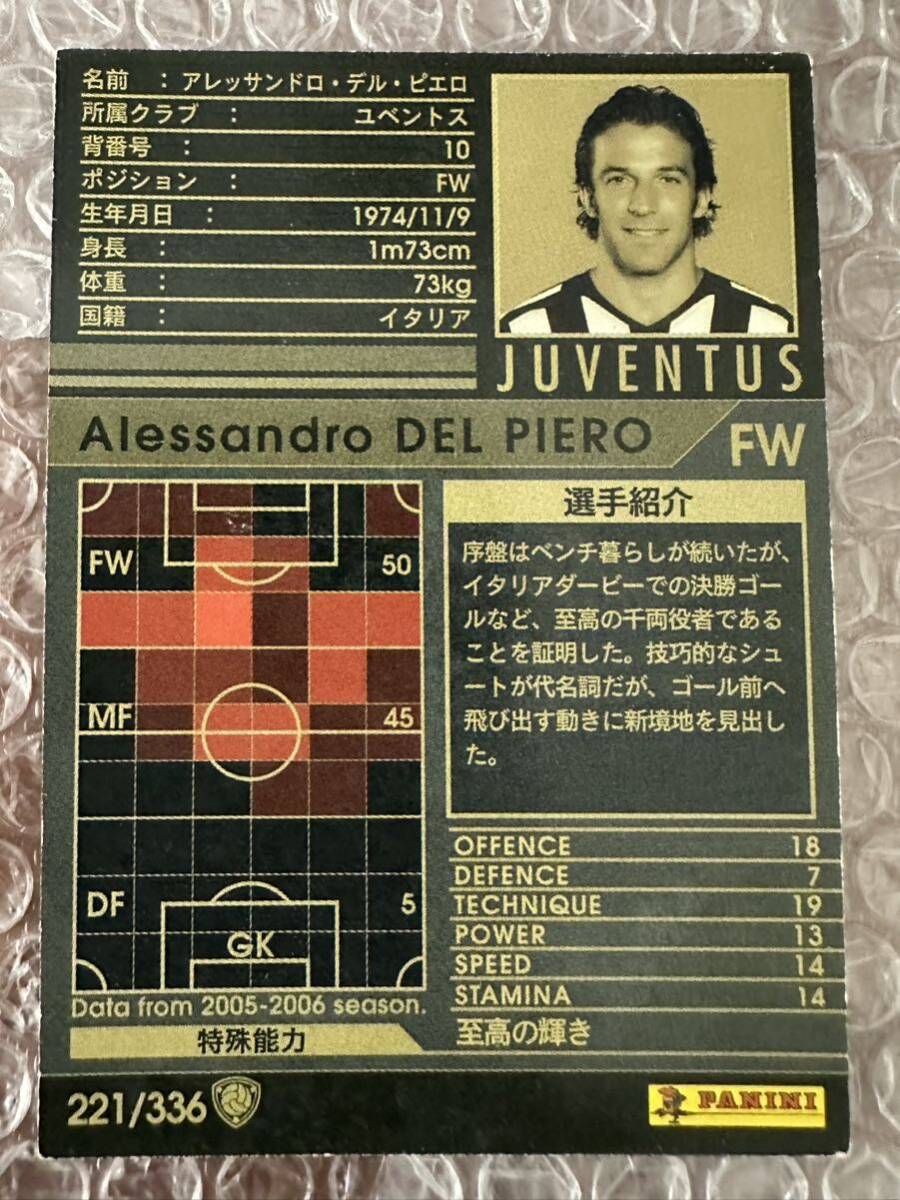 名前 ： アレッサンドロ・デル・ピエロ
所属クラブ ： ユベントス
背番号 ： 10
ポジション ： FW
生年月日 ： 1974/11/9
身長 ： 1m73cm
体重 ： 73kg
国籍 ： イタリア
JUVENTUS
Alessandro DEL PIERO
FW
FW 50
MF 45
DF 5
GK
Data from 2005-2006 season.
選手紹介
序盤はベンチ暮らしが続いたが、
イタリアダービーでの決勝ゴー
ルなど、至高の千両役者である
ことを証明した。技巧的なシュ
ートが代名詞だが、ゴール前へ
飛び出す動きに新境地を見出し
た。
OFFENCE 18
DEFENCE 7
TECHNIQUE 19
POWER 13
SPEED 14
STAMINA 14
特殊能力 至高の輝き
221/336
PANINI